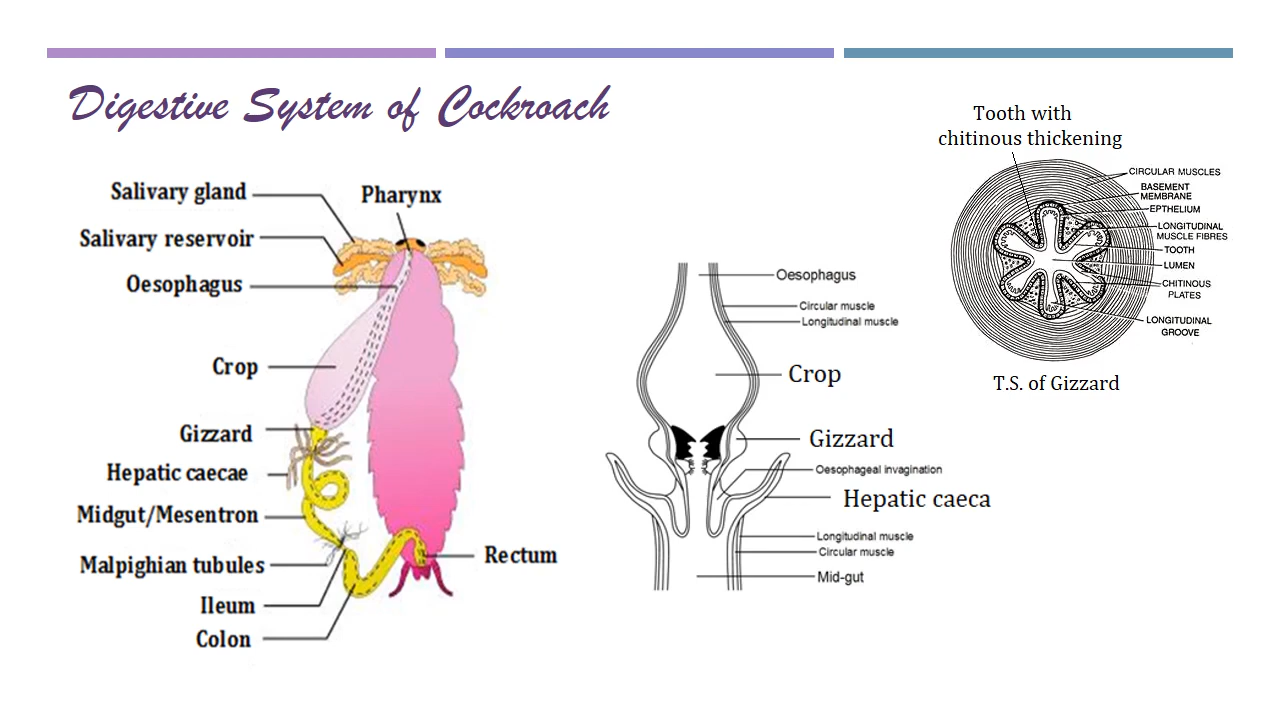 Digestive System of Cockroach
Salivary gland
Pharynx
Salivary reservoir
Oesophagus
Crop
Gizzard
Hepatic caecae
Midgut/Mesentron
Malpighian tubules
Ileum
Colon
Rectum
Oesophagus
Circular muscle
Longitudinal muscle
Crop
Gizzard
Oesophageal invagination
Hepatic caeca
Longitudinal muscle
Circular muscle
Mid-gut
Tooth with
chitinous thickening
CIRCULAR MUSCLES
BASEMENT
MEMBRANE
EPTHELIUM
LONGITUDINAL
MUSCLE FIBRES
TOOTH
LUMEN
CHITINOUS
PLATES
LONGITUDINAL
GROOVE
T.S. of Gizzard